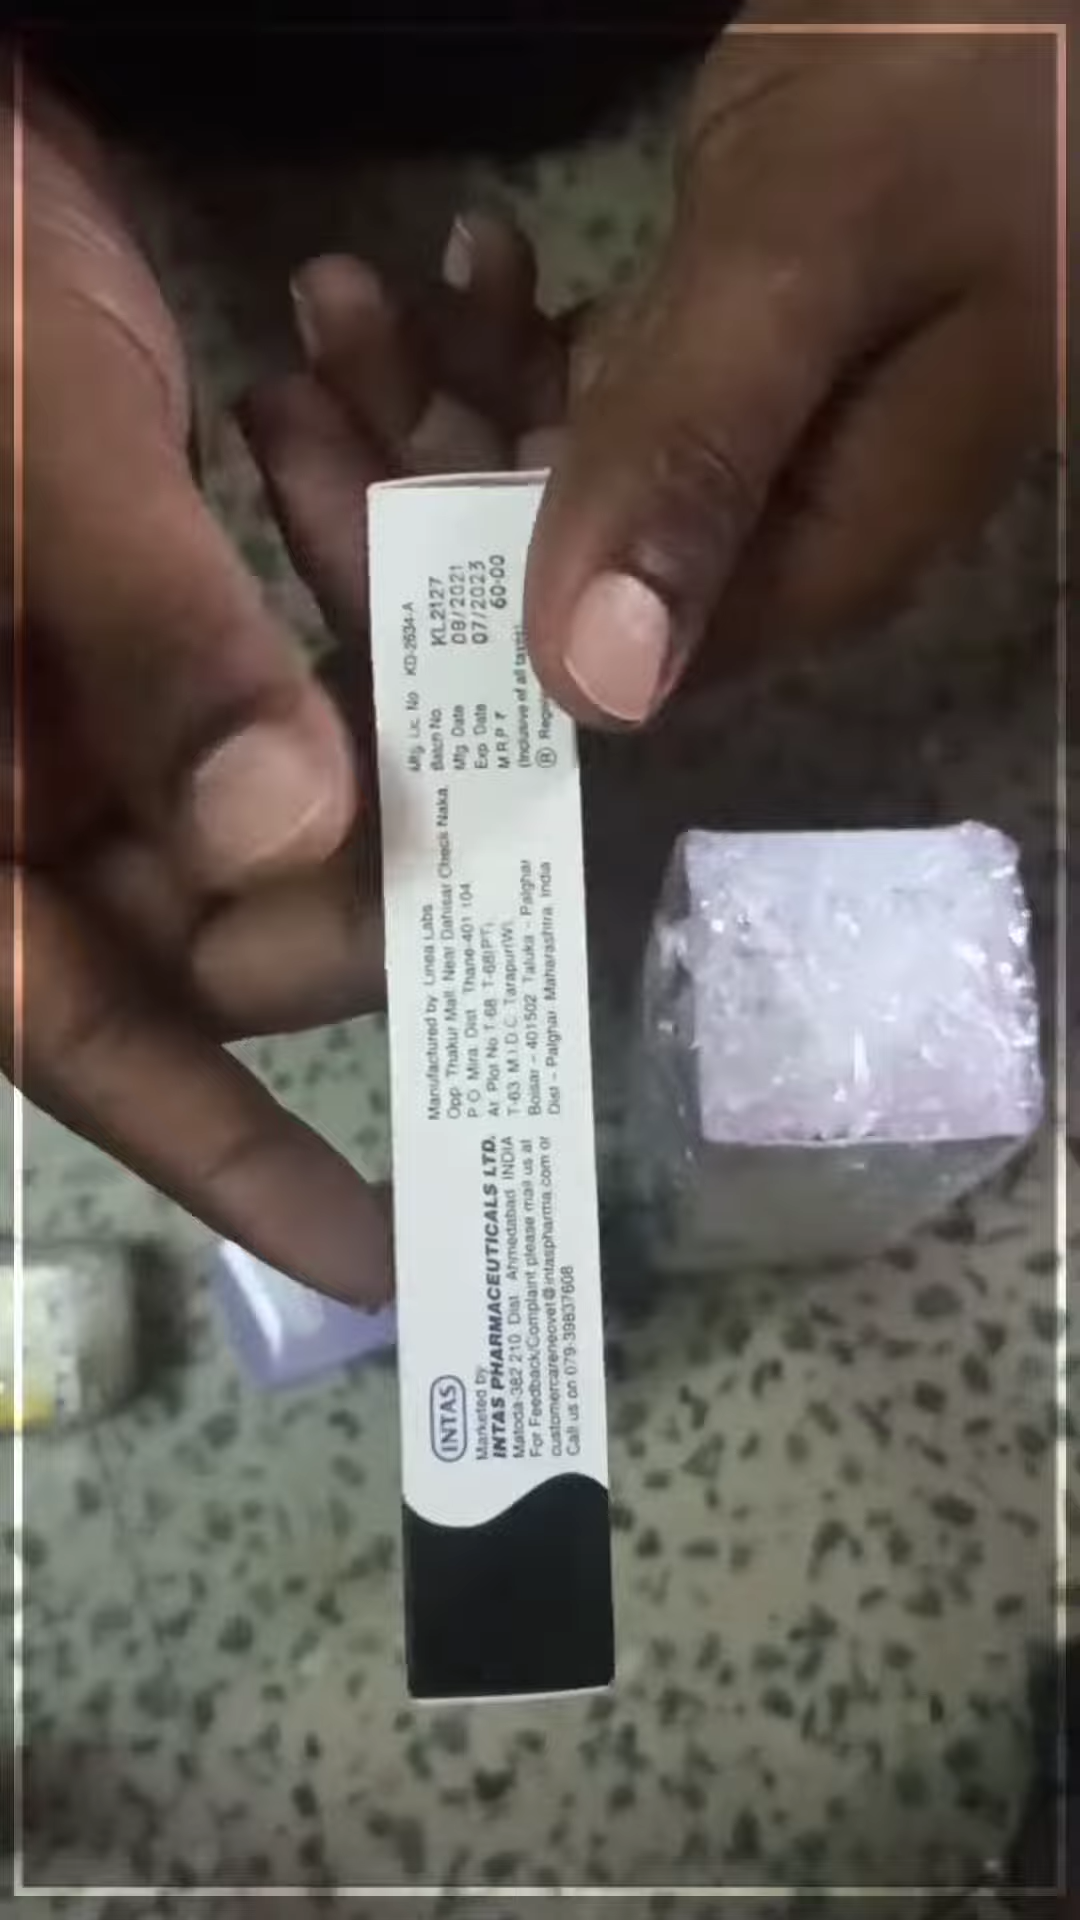 INTAS
Marketed by
INTAS PHARMACEUTICALS LTD.
Matoda-382 210 Dist. Ahmedabad INDIA
For Feedback/Complaint please mail us at
customercareneovet@intaspharma.com or
Call us on 079-39837608
Manufactured by Linea Labs
Opp. Thakur Mall, Near Dahisar Check Naka,
P O Mira Dist Thane-401 104
At Plot No T-68 T-68(PT),
T-63 M.I.D.C. Tarapur(W),
Boisar - 401502 Taluka - Palghar
Dist - Palghar Maharashtra, India
Mfg. Lic. No KD-2634-A
Batch No. KL2127
Mfg. Date 08/2021
Exp. Date 07/2023
M R P ₹ 60-00
(Inclusive of all taxes)
®